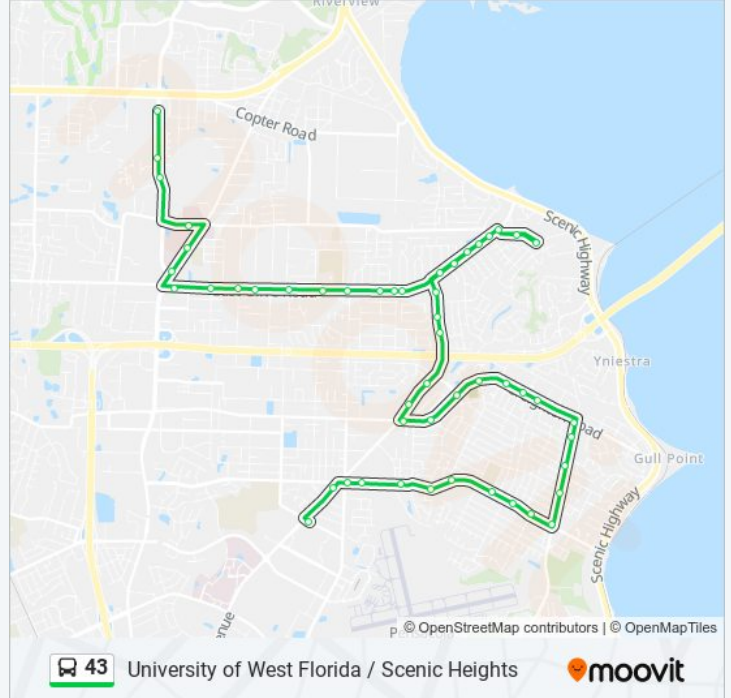 Riverview
Copter Road
Scenic Highway
Yniestra
Gull Point
Scenic Highway
© OpenStreetMap contributors | © OpenMapTiles
43 University of West Florida / Scenic Heights
moovit